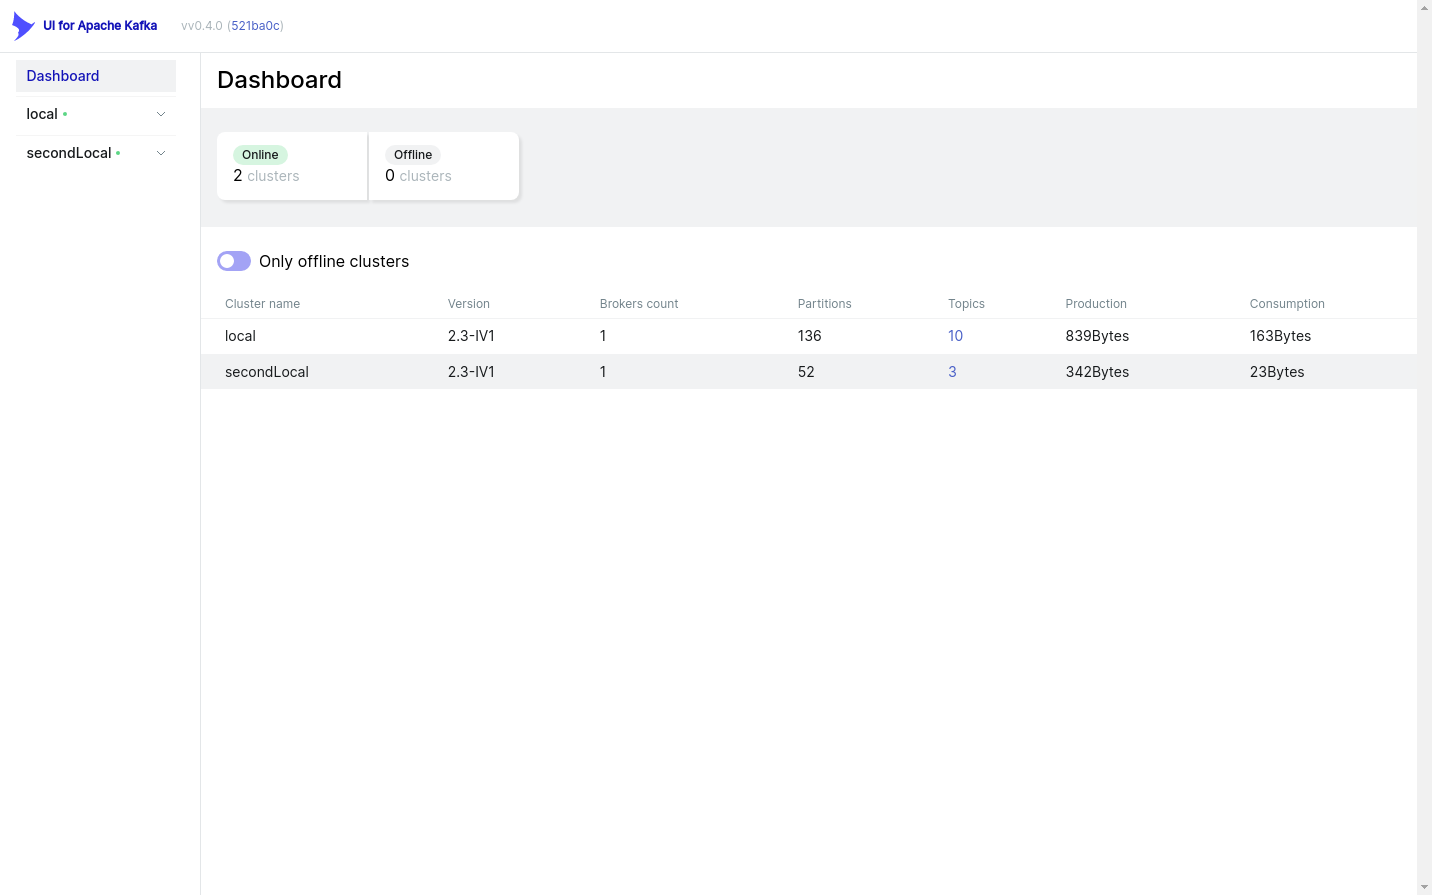 UI for Apache Kafka vv0.4.0 (521ba0c)
Dashboard
local
secondLocal
Dashboard
Online
2 clusters
Offline
0 clusters
Only offline clusters
Cluster name Version Brokers count Partitions Topics Production Consumption
local 2.3-IV1 1 136 10 839Bytes 163Bytes
secondLocal 2.3-IV1 1 52 3 342Bytes 23Bytes